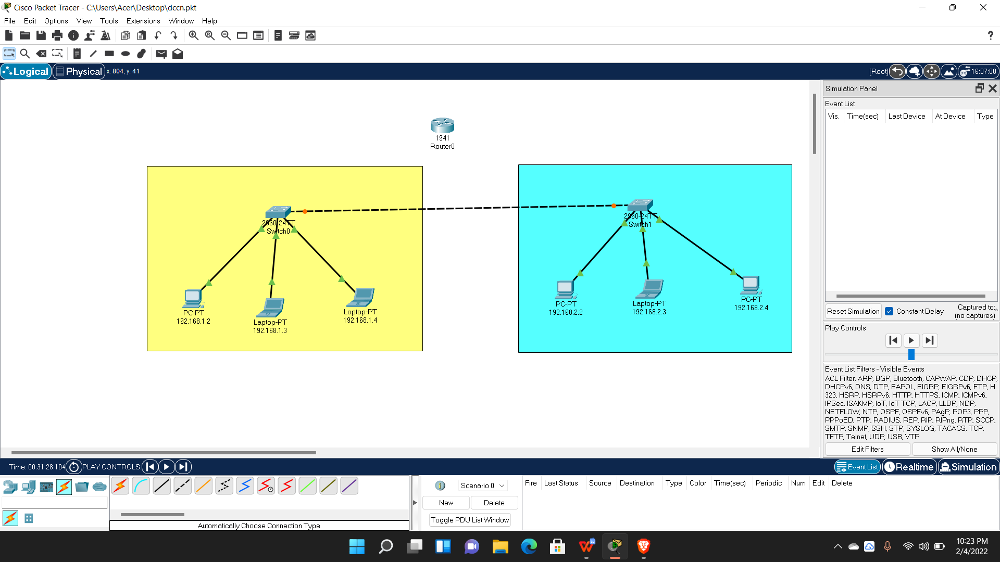 Cisco Packet Tracer - C:\Users\Acer\Desktop\dccn.pkt
File Edit Options View Tools Extensions Window Help
?
Logical Physical x: 804, y: 41 [Root] 16:07:00
Simulation Panel
Event List
Vis. Time(sec) Last Device At Device Type
1941
Router0
2960-24TT
Switch0
2960-24TT
Switch1
PC-PT
192.168.1.2
Laptop-PT
192.168.1.3
Laptop-PT
192.168.1.4
PC-PT
192.168.2.2
Laptop-PT
192.168.2.3
PC-PT
192.168.2.4
Reset Simulation Constant Delay Captured to:
(no captures)
Play Controls
Event List Filters - Visible Events
ACL Filter, ARP, BGP, Bluetooth, CAPWAP, CDP, DHCP,
DHCPv6, DNS, DTP, EAPOL, EIGRP, EIGRPv6, FTP, H.
323, HSRP, HSRPv6, HTTP, HTTPS, ICMP, ICMPv6,
IPSec, ISAKMP, IoT, IoT TCP, LACP, LLDP, NDP,
NETFLOW, NTP, OSPF, OSPFv6, PAgP, POP3, PPP,
PPPoED, PTP, RADIUS, REP, RIP, RIPng, RTP, SCCP,
SMTP, SNMP, SSH, STP, SYSLOG, TACACS, TCP,
TFTP, Telnet, UDP, USB, VTP
Edit Filters Show All/None
Time: 00:31:28.104 PLAY CONTROLS: Event List Realtime Simulation
Scenario 0
New Delete
Toggle PDU List Window
Fire Last Status Source Destination Type Color Time(sec) Periodic Num Edit Delete
Automatically Choose Connection Type
10:23 PM
2/4/2022